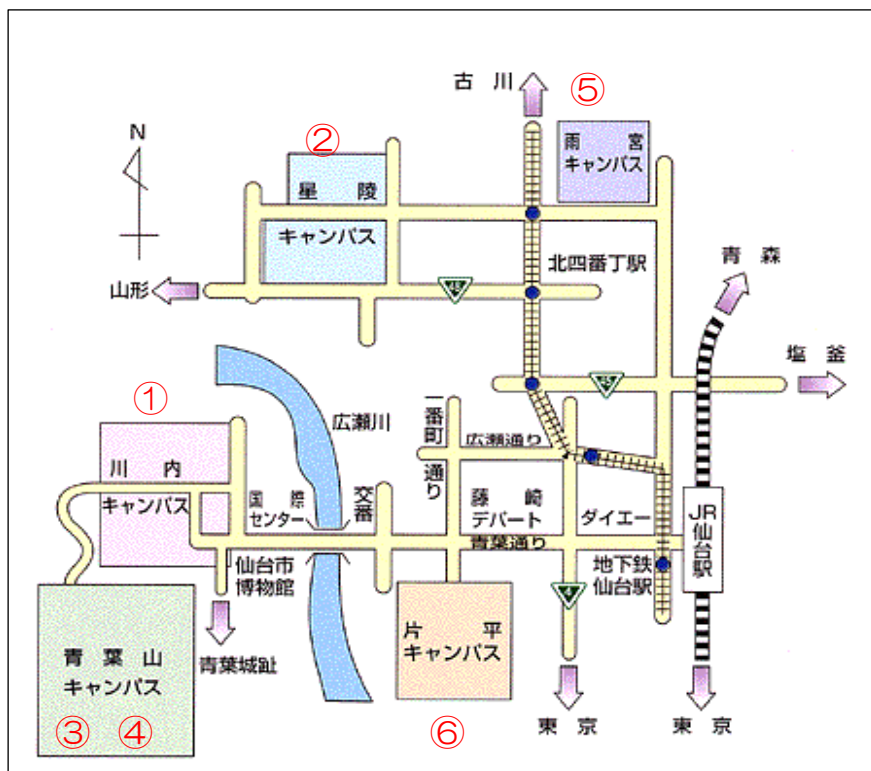 古川
⑤
N
②
雨宮
キャンパス
星陵
キャンパス
北四番丁駅
青森
山形
48
塩釜
45
①
広瀬川
一番町通り
広瀬通り
川内
キャンパス
国際
センター
交番
藤崎
デパート
ダイエー
JR仙台駅
青葉通り
仙台市
博物館
地下鉄
仙台駅
4
片平
キャンパス
青葉山
キャンパス
青葉城趾
③ ④
⑥
東京
東京